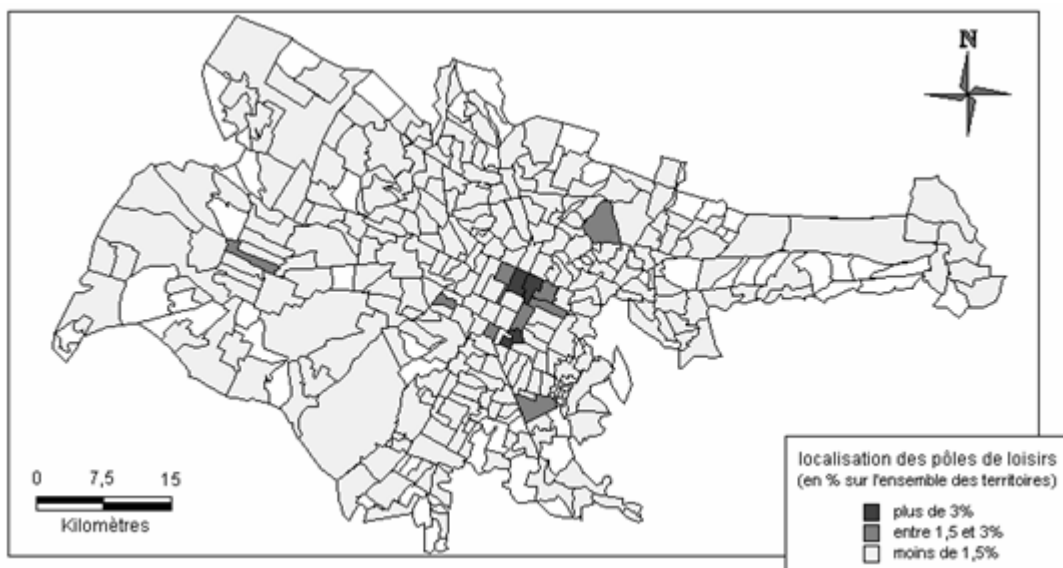 N
0 7,5 15
Kilomètres
localisation des pôles de loisirs
(en % sur l'ensemble des territoires)
plus de 3%
entre 1,5 et 3%
moins de 1,5%